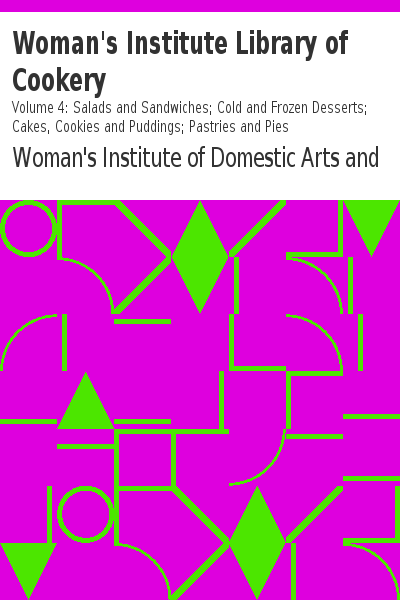 Woman's Institute Library of
Cookery
Volume 4: Salads and Sandwiches; Cold and Frozen Desserts;
Cakes, Cookies and Puddings; Pastries and Pies
Woman's Institute of Domestic Arts and